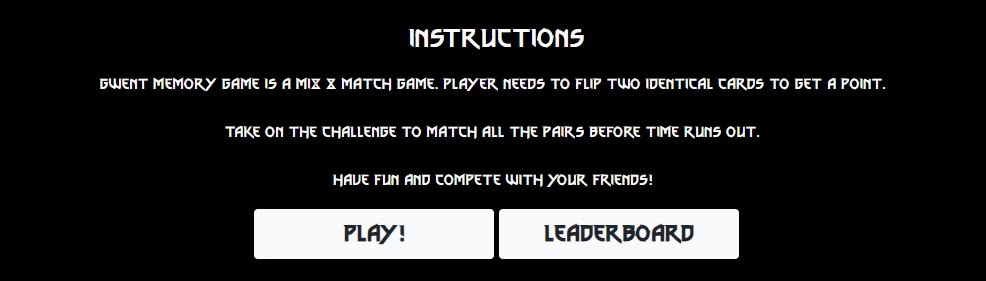 INSTRUCTIONS
GWENT MEMORY GAME IS A MIX & MATCH GAME. PLAYER NEEDS TO FLIP TWO IDENTICAL CARDS TO GET A POINT.
TAKE ON THE CHALLENGE TO MATCH ALL THE PAIRS BEFORE TIME RUNS OUT.
HAVE FUN AND COMPETE WITH YOUR FRIENDS!
PLAY! LEADERBOARD